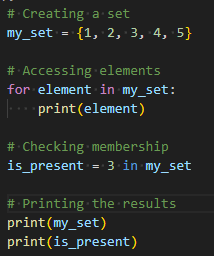 # Creating a set
my_set = {1, 2, 3, 4, 5}

# Accessing elements
for element in my_set:
    print(element)

# Checking membership
is_present = 3 in my_set

# Printing the results
print(my_set)
print(is_present)